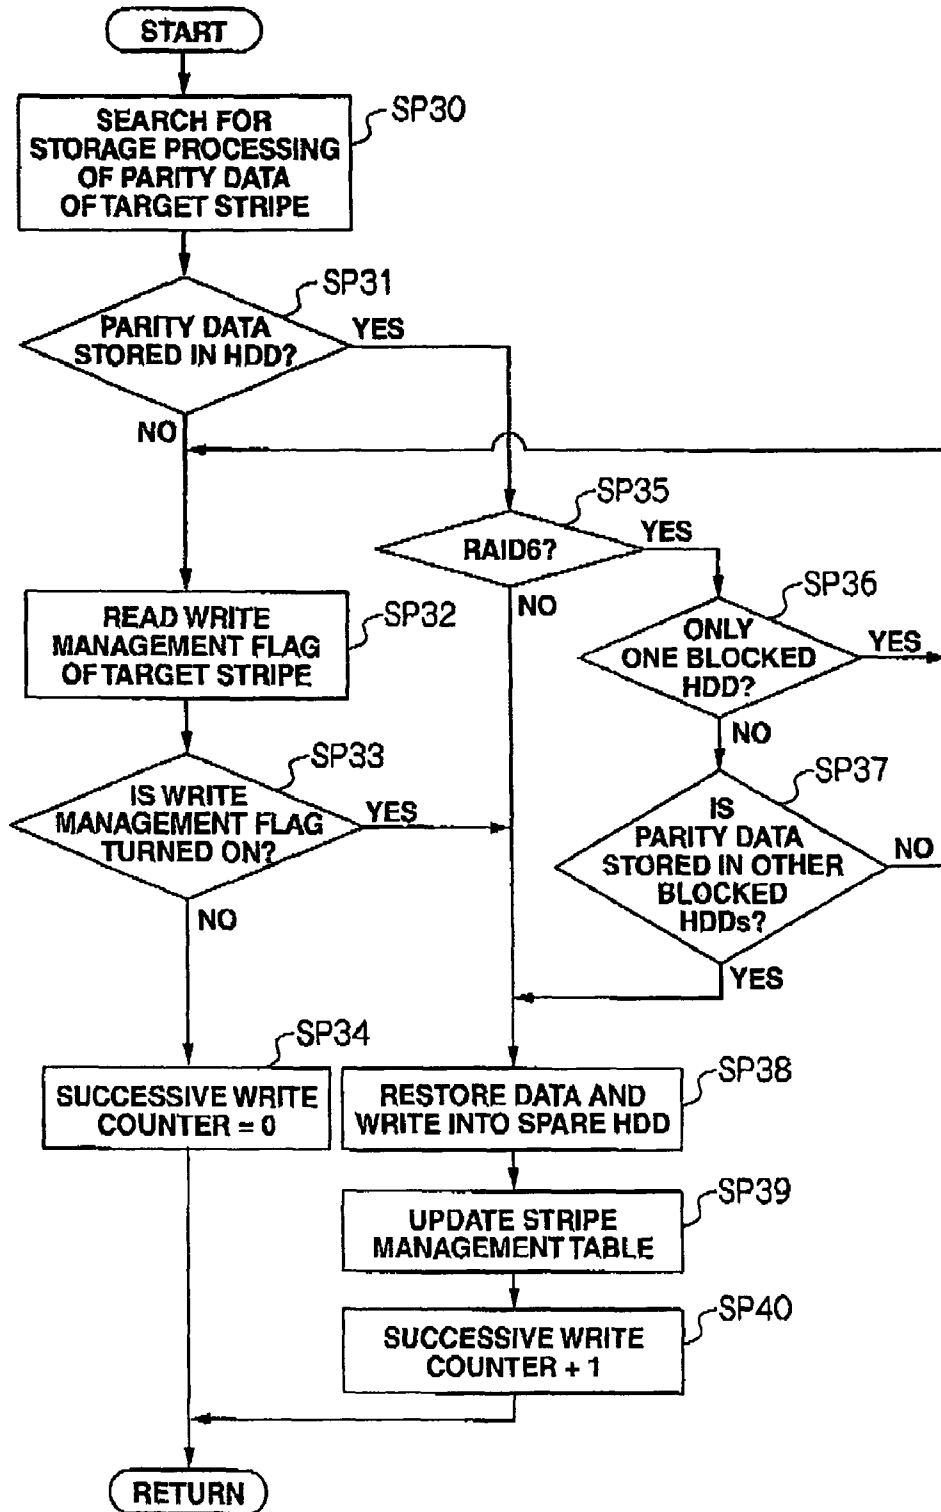 START
SP30
SEARCH FOR
STORAGE PROCESSING
OF PARITY DATA
OF TARGET STRIPE
SP31
PARITY DATA
STORED IN HDD?
YES
NO
SP35
RAID6?
YES
NO
SP36
ONLY
ONE BLOCKED
HDD?
YES
NO
SP32
READ WRITE
MANAGEMENT FLAG
OF TARGET STRIPE
SP33
IS WRITE
MANAGEMENT FLAG
TURNED ON?
YES
NO
SP37
IS
PARITY DATA
STORED IN OTHER
BLOCKED
HDDs?
NO
YES
SP34
SUCCESSIVE WRITE
COUNTER = 0
SP38
RESTORE DATA AND
WRITE INTO SPARE HDD
SP39
UPDATE STRIPE
MANAGEMENT TABLE
SP40
SUCCESSIVE WRITE
COUNTER + 1
RETURN